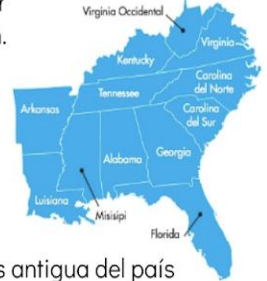 r
Virginia Occidental
n.
Virginia
Kentucky
Carolina
del Norte
Tennessee
Carolina
del Sur
Arkansas
Alabama
Georgia
Luisiana
Misisipi
Florida
s antigua del país